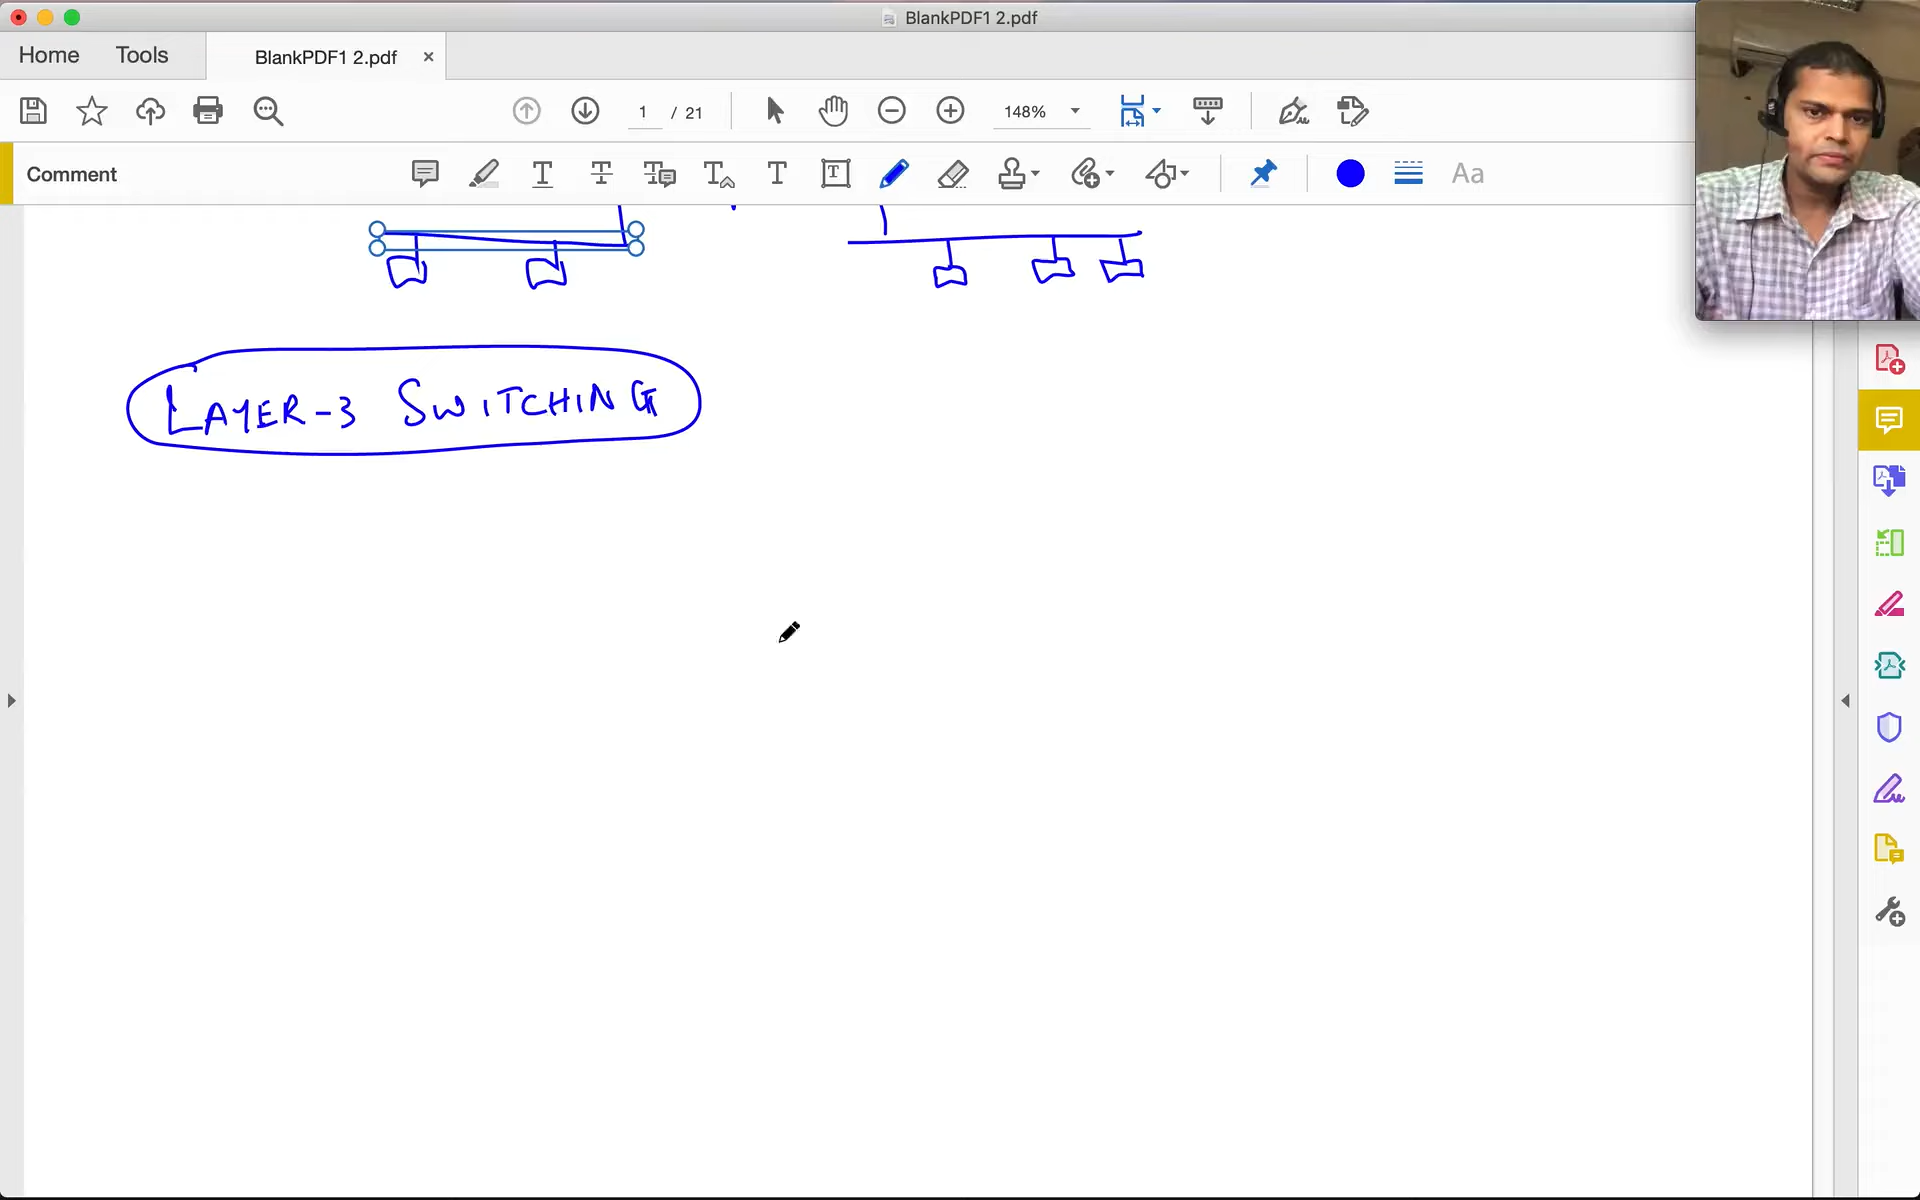 BlankPDF1 2.pdf
Home Tools BlankPDF1 2.pdf
1 / 21 148%
Comment Aa
LAYER-3 SWITCHING